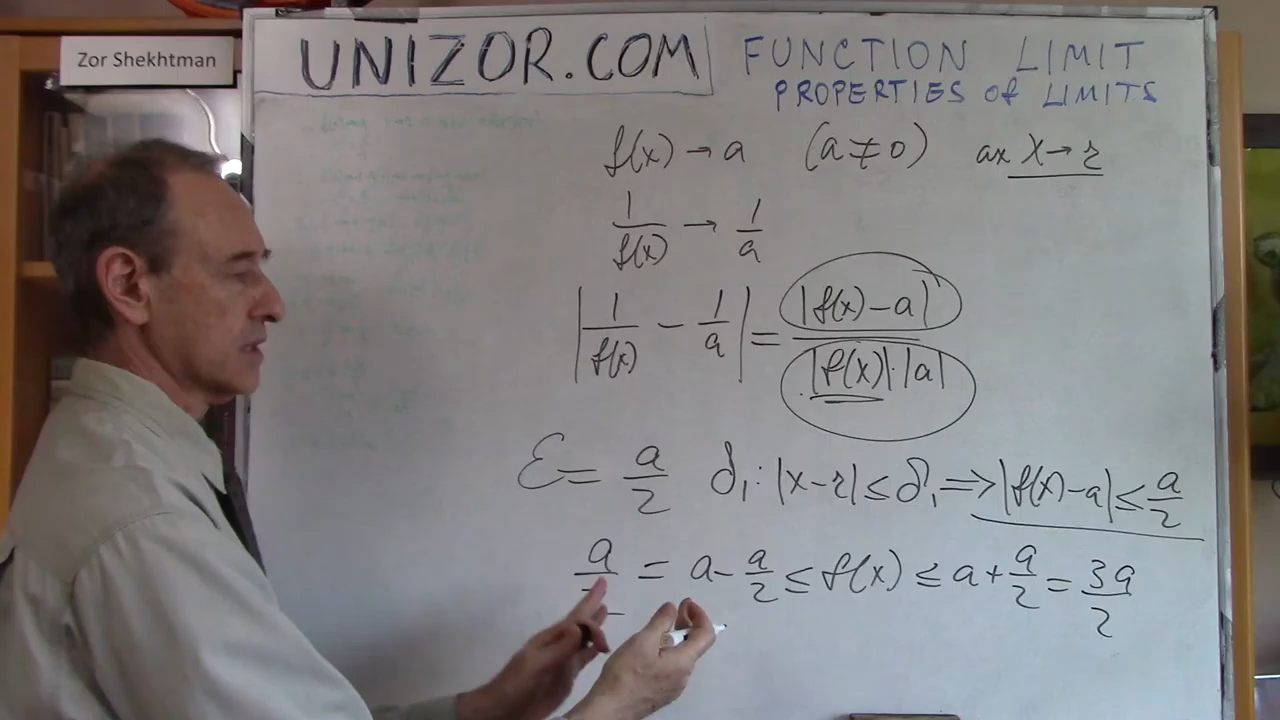 Zor Shekhtman
UNIZOR.COM
FUNCTION LIMIT
PROPERTIES of LIMITS
f(x) → a (a ≠ 0) as x → r
1/f(x) → 1/a
|1/f(x) − 1/a| = |f(x)−a| / |f(x)|·|a|
ε = a/2 δ₁: |x−r| ≤ δ₁ ⇒ |f(x)−a| ≤ a/2
a = a − a/2 ≤ f(x) ≤ a + a/2 = 3a/2